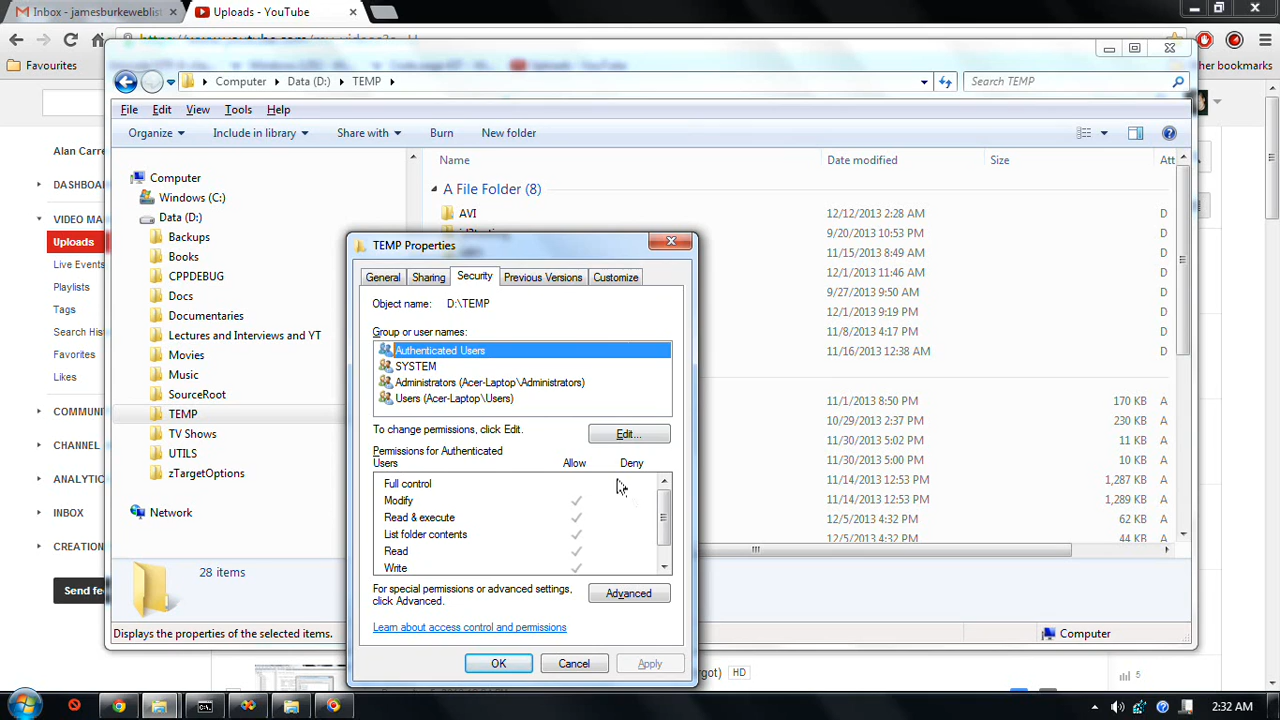 Inbox - jamesburkeweblist
Uploads - YouTube
Favourites
other bookmarks
Computer
Data (D:)
TEMP
Search TEMP
File Edit View Tools Help
Organize Include in library Share with Burn New folder
Alan Carre
DASHBOA
VIDEO MA
Uploads
Live Events
Playlists
Tags
Search Hist
Favorites
Likes
COMMUN
CHANNEL
ANALYTIC
INBOX
CREATION
Send fee
Computer
Windows (C:)
Data (D:)
Backups
Books
CPPDEBUG
Docs
Documentaries
Lectures and Interviews and YT
Movies
Music
SourceRoot
TEMP
TV Shows
UTILS
zTargetOptions
Network
Name Date modified Size Att
A File Folder (8)
AVI 12/12/2013 2:28 AM D
9/20/2013 10:53 PM D
11/15/2013 8:49 AM D
12/1/2013 11:46 AM D
9/27/2013 9:50 AM D
12/1/2013 9:19 PM D
11/8/2013 4:17 PM D
11/16/2013 12:38 AM D
11/1/2013 8:50 PM 170 KB A
10/29/2013 2:37 PM 230 KB A
11/30/2013 5:02 PM 11 KB A
11/30/2013 5:02 PM 10 KB A
11/14/2013 12:53 PM 1,287 KB A
11/14/2013 12:53 PM 1,289 KB A
12/5/2013 4:32 PM 62 KB A
12/5/2013 4:32 PM 44 KB A
TEMP Properties
General Sharing Security Previous Versions Customize
Object name: D:\TEMP
Group or user names:
Authenticated Users
SYSTEM
Administrators (Acer-Laptop\Administrators)
Users (Acer-Laptop\Users)
To change permissions, click Edit.
Edit...
Permissions for Authenticated
Users Allow Deny
Full control
Modify
Read & execute
List folder contents
Read
Write
For special permissions or advanced settings,
click Advanced.
Advanced
Learn about access control and permissions
OK Cancel Apply
28 items
Displays the properties of the selected items.
Computer
HD
5
2:32 AM